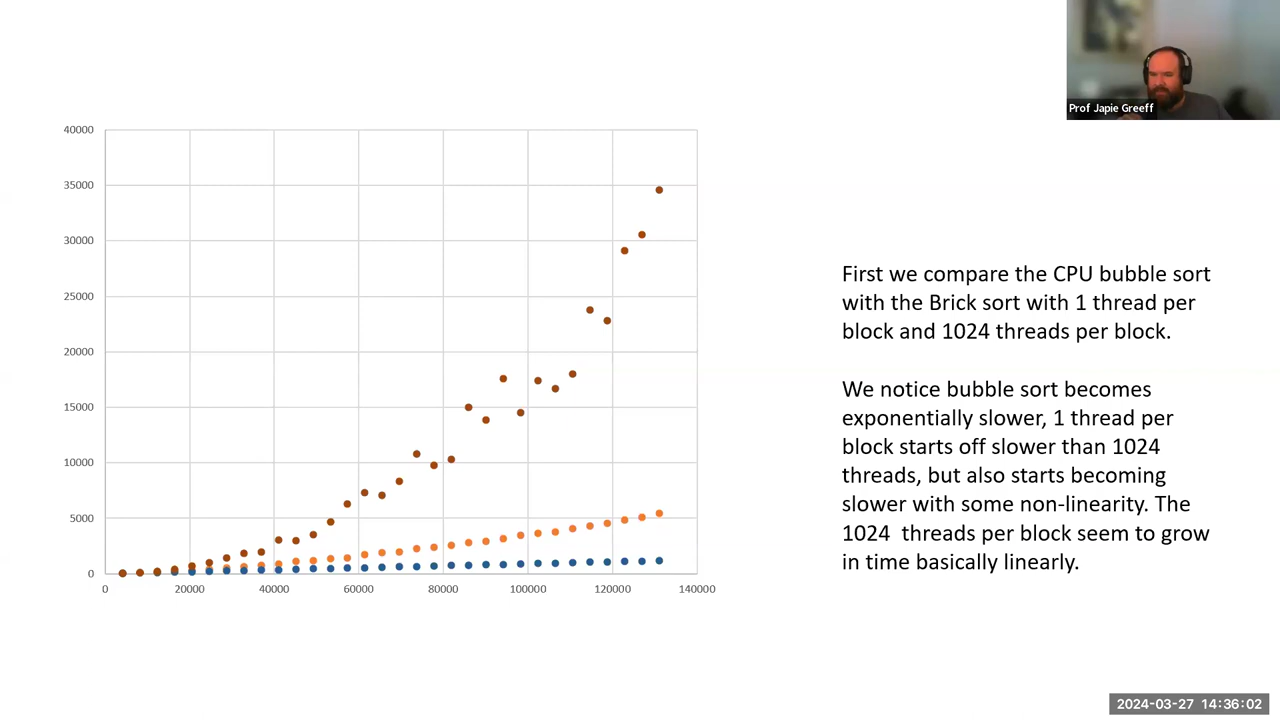 Prof Japie Greeff
40000
35000
30000
25000
20000
15000
10000
5000
0
0 20000 40000 60000 80000 100000 120000 140000
First we compare the CPU bubble sort
with the Brick sort with 1 thread per
block and 1024 threads per block.
We notice bubble sort becomes
exponentially slower, 1 thread per
block starts off slower than 1024
threads, but also starts becoming
slower with some non-linearity. The
1024  threads per block seem to grow
in time basically linearly.
2024-03-27 14:36:02